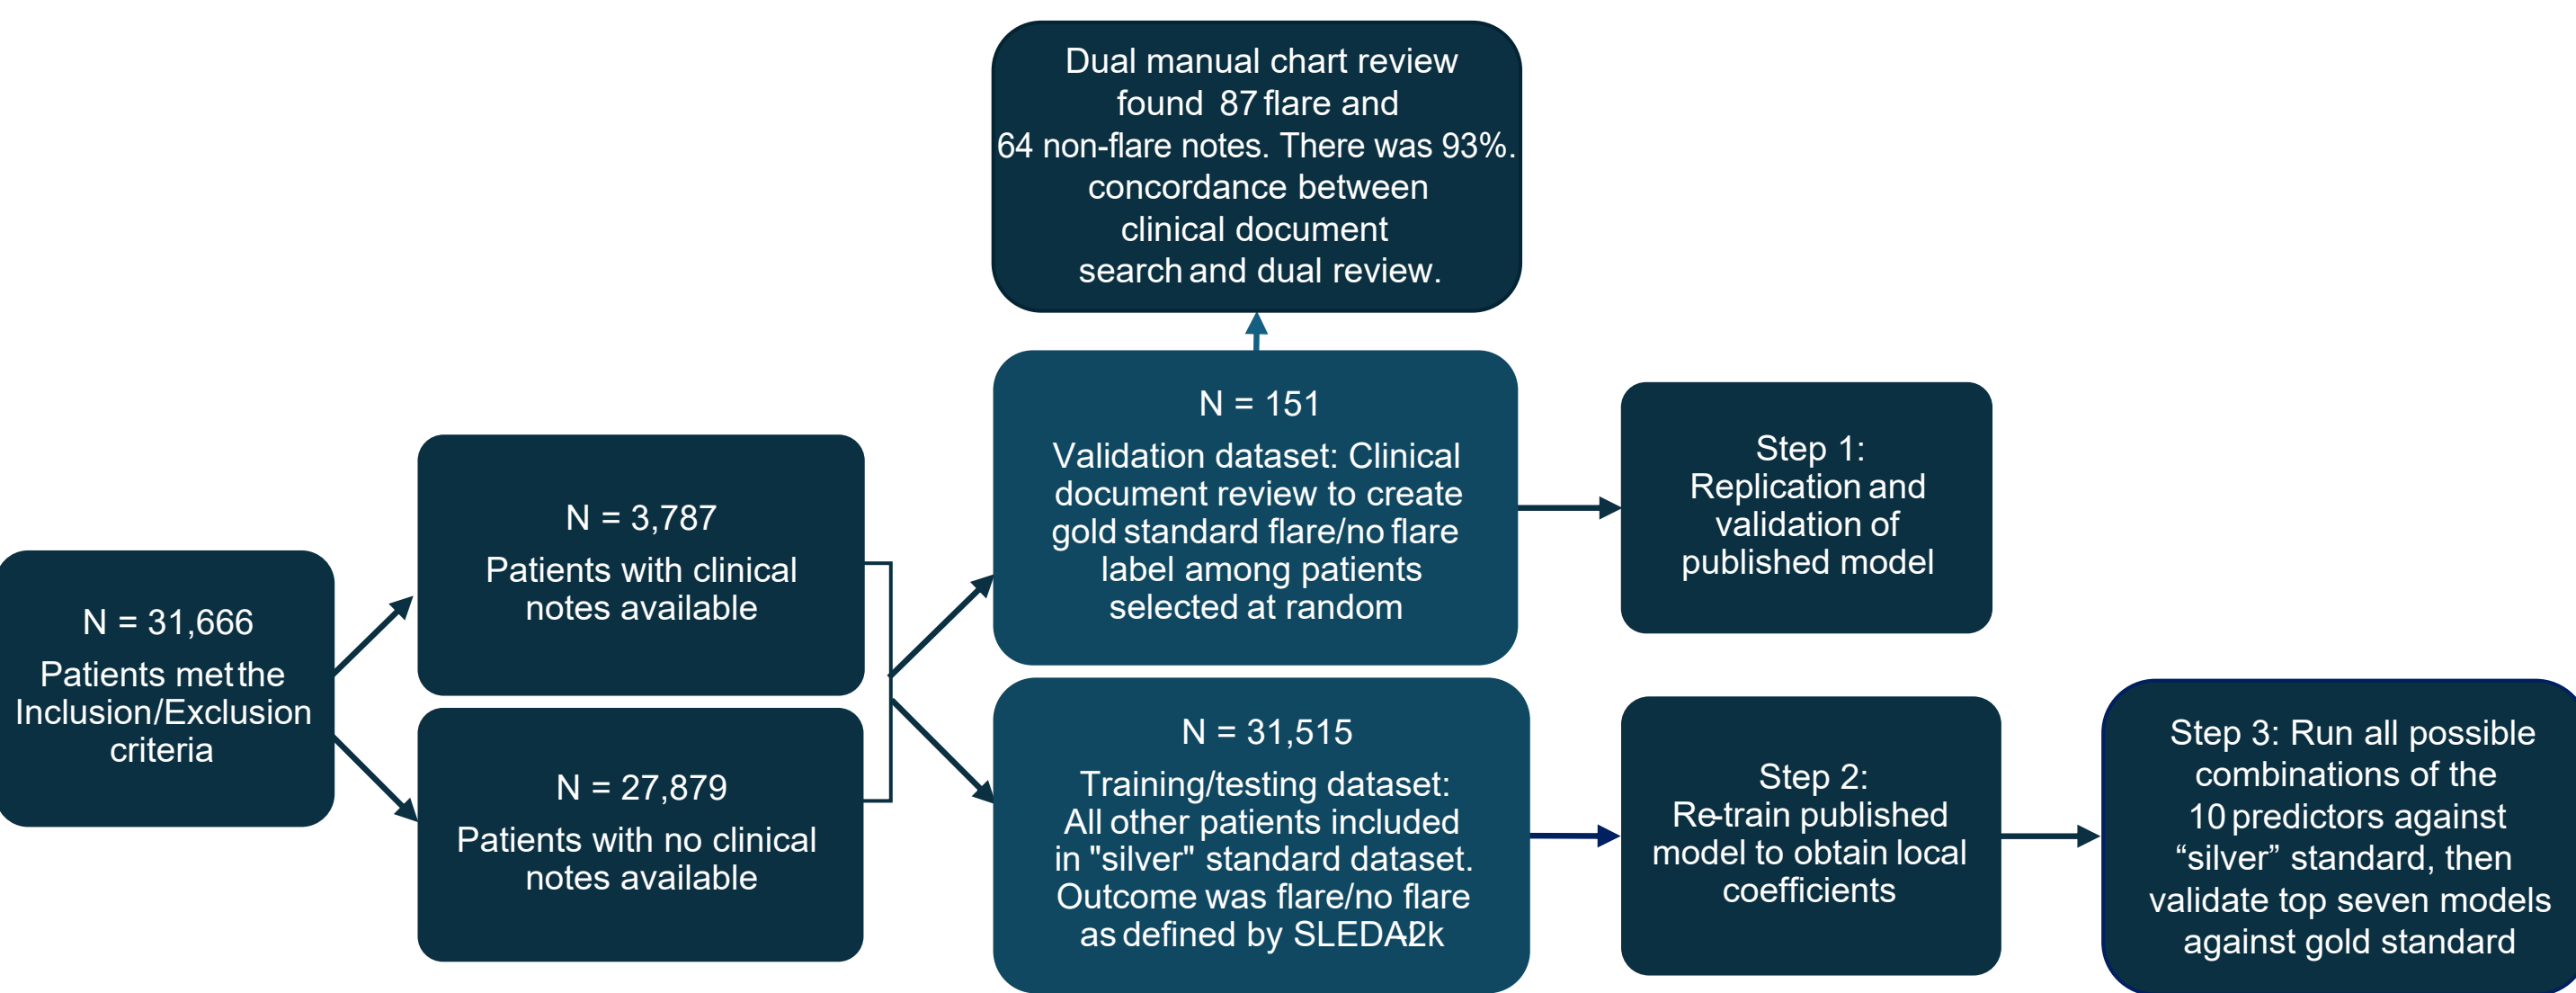 N = 31,666
Patients met the
Inclusion/Exclusion
criteria
N = 3,787
Patients with clinical
notes available
N = 27,879
Patients with no clinical
notes available
Dual manual chart review
found 87 flare and
64 non-flare notes. There was 93%.
concordance between
clinical document
search and dual review.
N = 151
Validation dataset: Clinical
document review to create
gold standard flare/no flare
label among patients
selected at random
Step 1:
Replication and
validation of
published model
N = 31,515
Training/testing dataset:
All other patients included
in "silver" standard dataset.
Outcome was flare/no flare
as defined by SLEDAI-2k
Step 2:
Re-train published
model to obtain local
coefficients
Step 3: Run all possible
combinations of the
10 predictors against
“silver” standard, then
validate top seven models
against gold standard